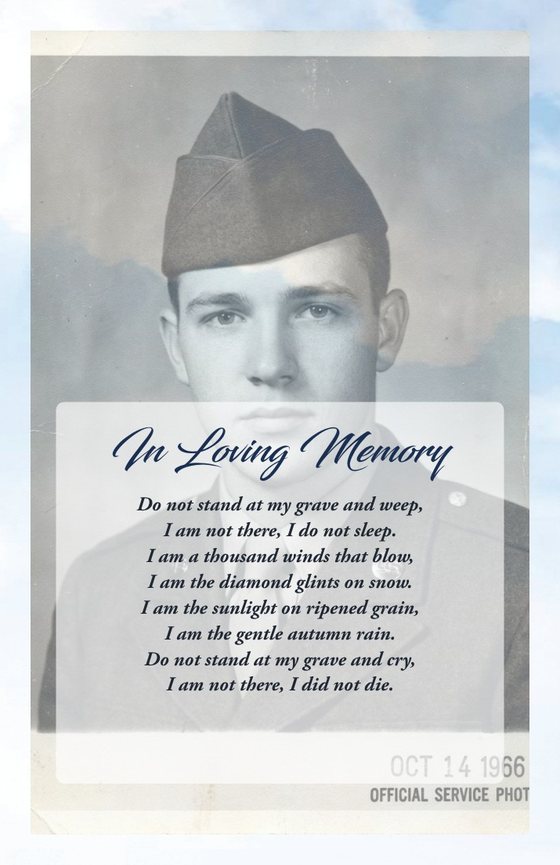 In Loving Memory
Do not stand at my grave and weep,
I am not there, I do not sleep.
I am a thousand winds that blow,
I am the diamond glints on snow.
I am the sunlight on ripened grain,
I am the gentle autumn rain.
Do not stand at my grave and cry,
I am not there, I did not die.
OCT 14 1966
OFFICIAL SERVICE PHOT